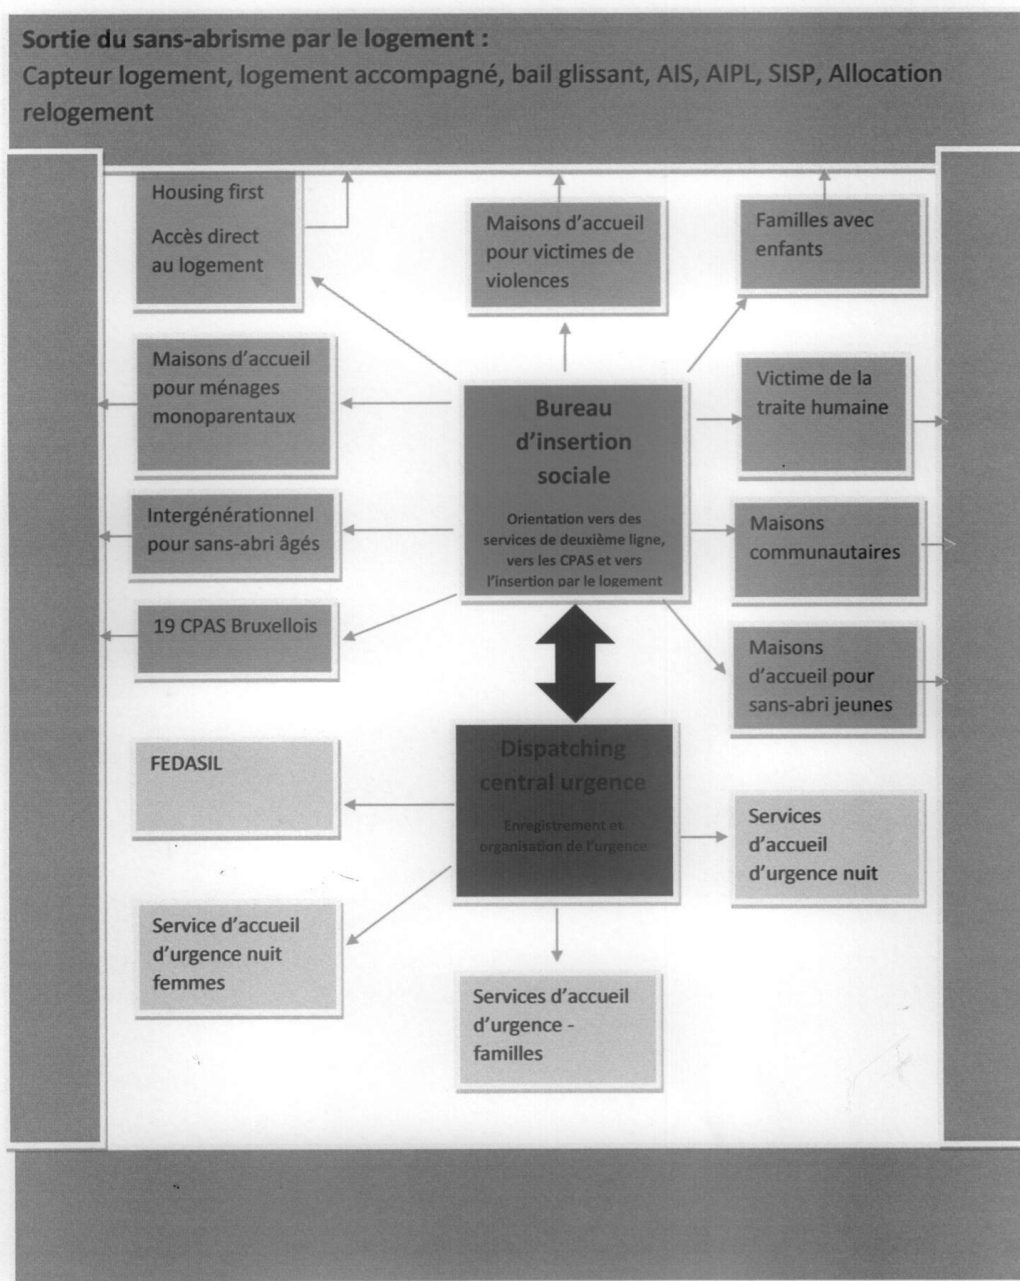 Sortie du sans-abrisme par le logement :
Capteur logement, logement accompagné, bail glissant, AIS, AIPL, SISP, Allocation
relogement
Housing first
Accès direct
au logement
Maisons d'accueil
pour victimes de
violences
Familles avec
enfants
Maisons d'accueil
pour ménages
monoparentaux
Bureau
d'insertion
sociale
Orientation vers des
services de deuxième ligne,
vers les CPAS et vers
l'insertion par le logement
Victime de la
traite humaine
Intergénérationnel
pour sans-abri âgés
Maisons
communautaires
19 CPAS Bruxellois
Maisons
d'accueil pour
sans-abri jeunes
Dispatching
central urgence
Enregistrement et
organisation de l'urgence
FEDASIL
Services
d'accueil
d'urgence nuit
Service d'accueil
d'urgence nuit
femmes
Services d'accueil
d'urgence -
familles